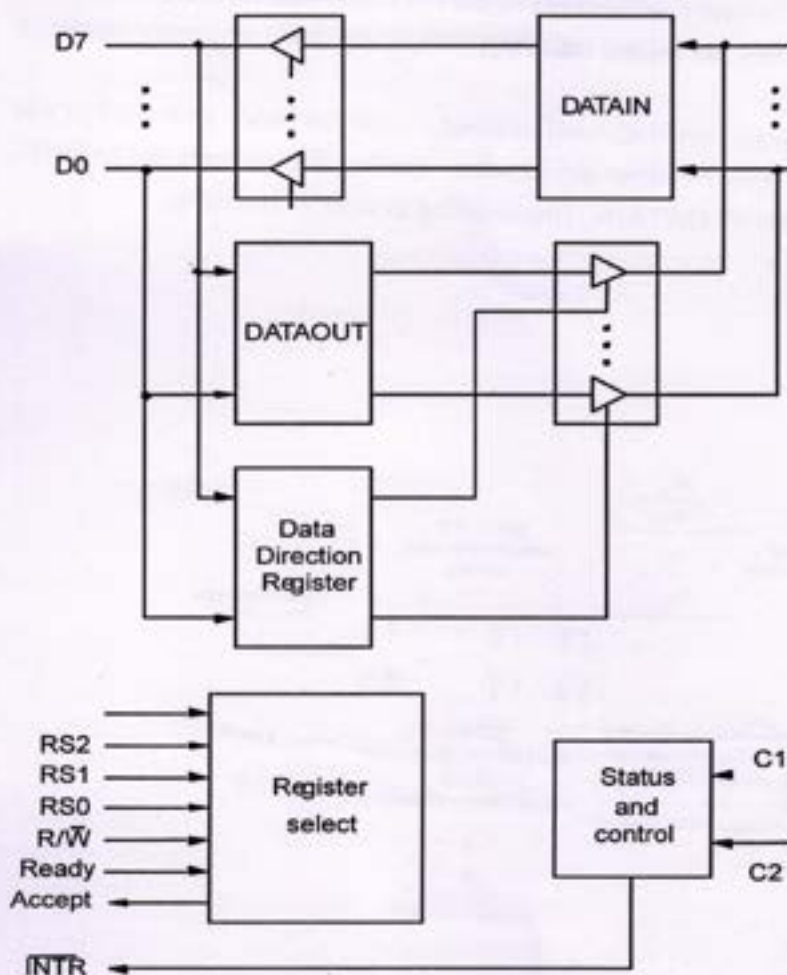 D7
DATAIN
D0
DATAOUT
Data
Direction
Register
RS2
RS1
RS0
R/W̅
Ready
Accept
I̅N̅T̅R̅
Register
select
Status
and
control
C1
C2